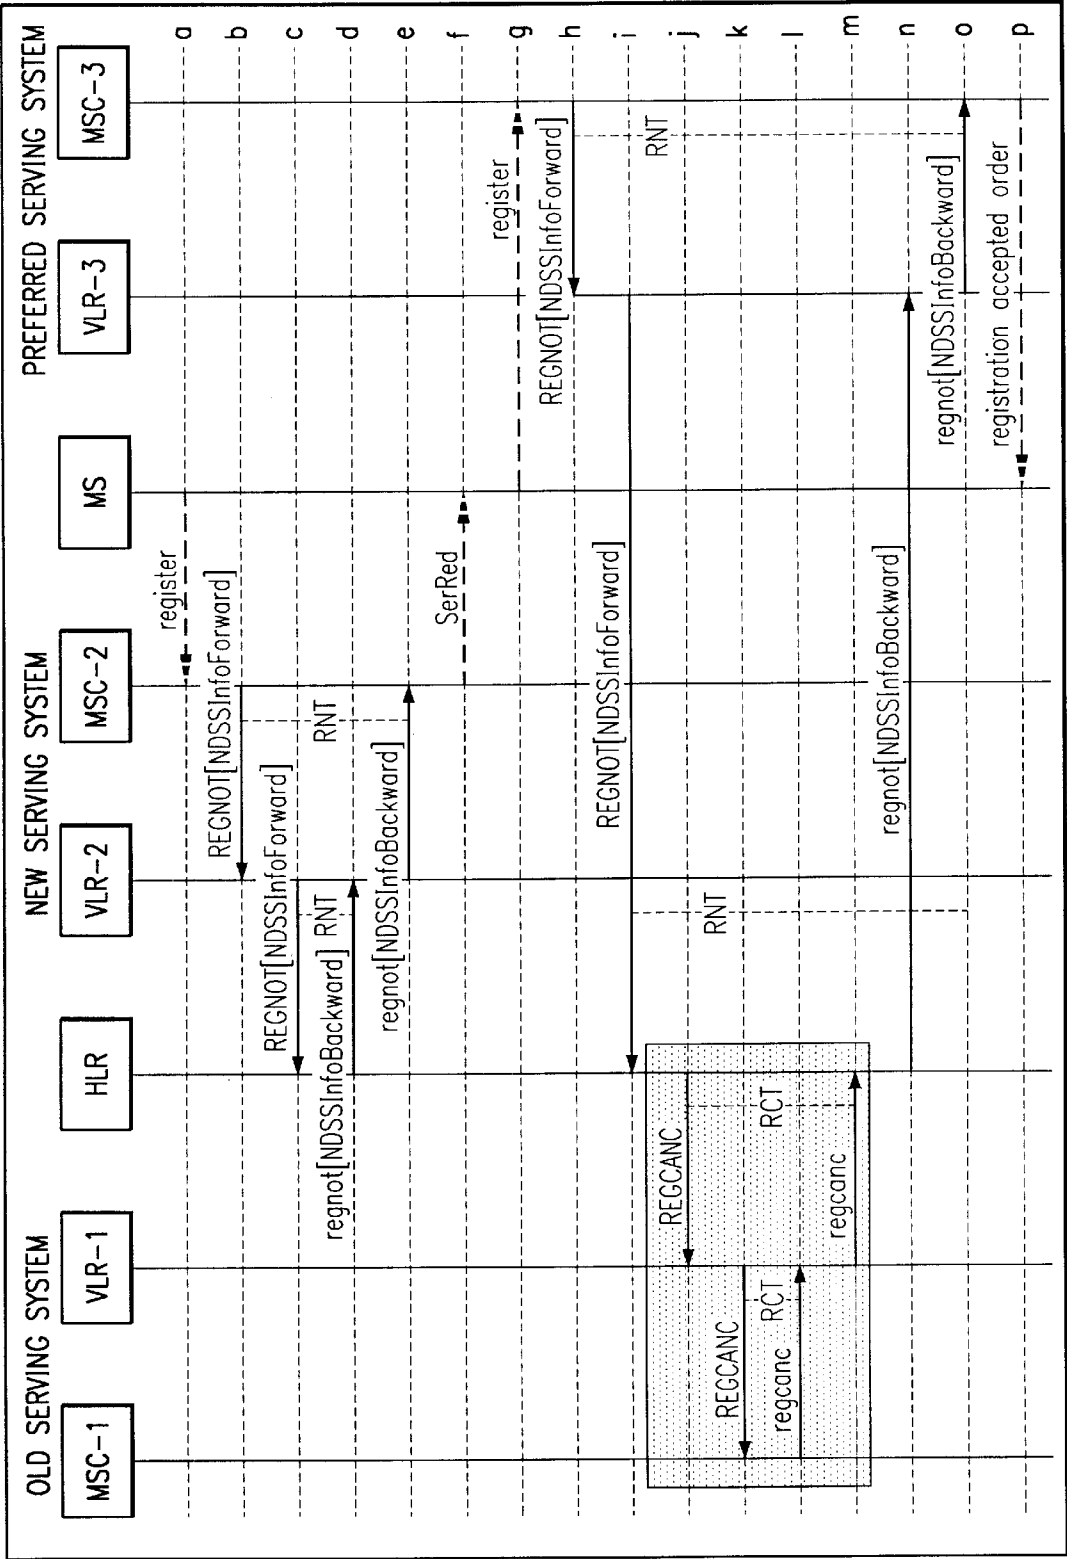 OLD SERVING SYSTEM
NEW SERVING SYSTEM
PREFERRED SERVING SYSTEM
MSC-1
VLR-1
HLR
VLR-2
MSC-2
MS
VLR-3
MSC-3
register
a
REGNOT[NDSSInfoForward]
b
REGNOT[NDSSInfoForward]
c
RNT
RNT
regnot[NDSSInfoBackward]
d
regnot[NDSSInfoBackward]
e
SerRed
f
register
g
REGNOT[NDSSInfoForward]
h
REGNOT[NDSSInfoForward]
i
RNT
REGCANC
j
RNT
REGCANC
k
RCT
RCT
regcanc
l
regcanc
m
regnot[NDSSInfoBackward]
n
regnot[NDSSInfoBackward]
o
registration accepted order
p